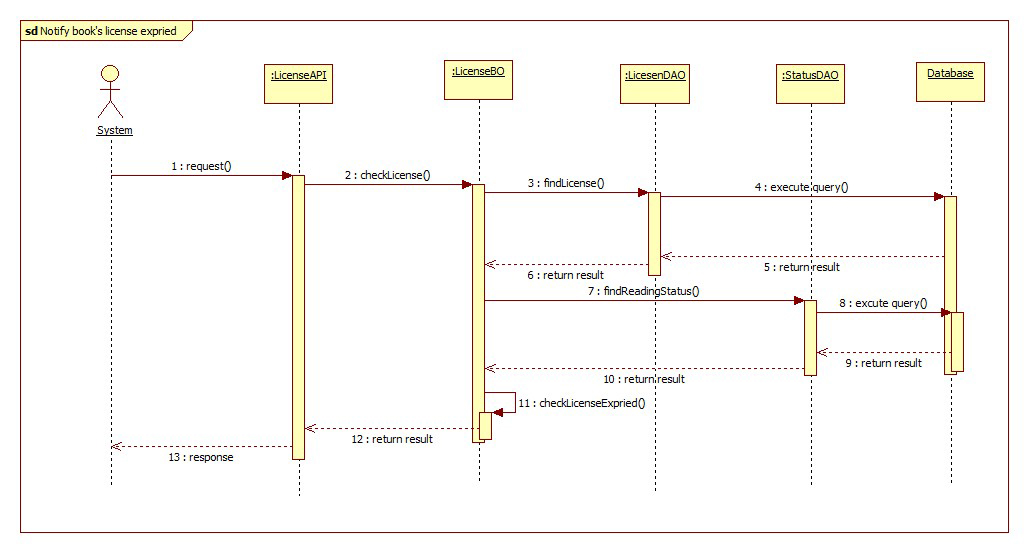 sd Notify book's license expried
:LicenseAPI
:LicenseBO
:LicesenDAO
:StatusDAO
Database
System
1 : request()
2 : checkLicense()
3 : findLicense()
4 : execute query()
5 : return result
6 : return result
7 : findReadingStatus()
8 : excute query()
9 : return result
10 : return result
11 : checkLicenseExpried()
12 : return result
13 : response